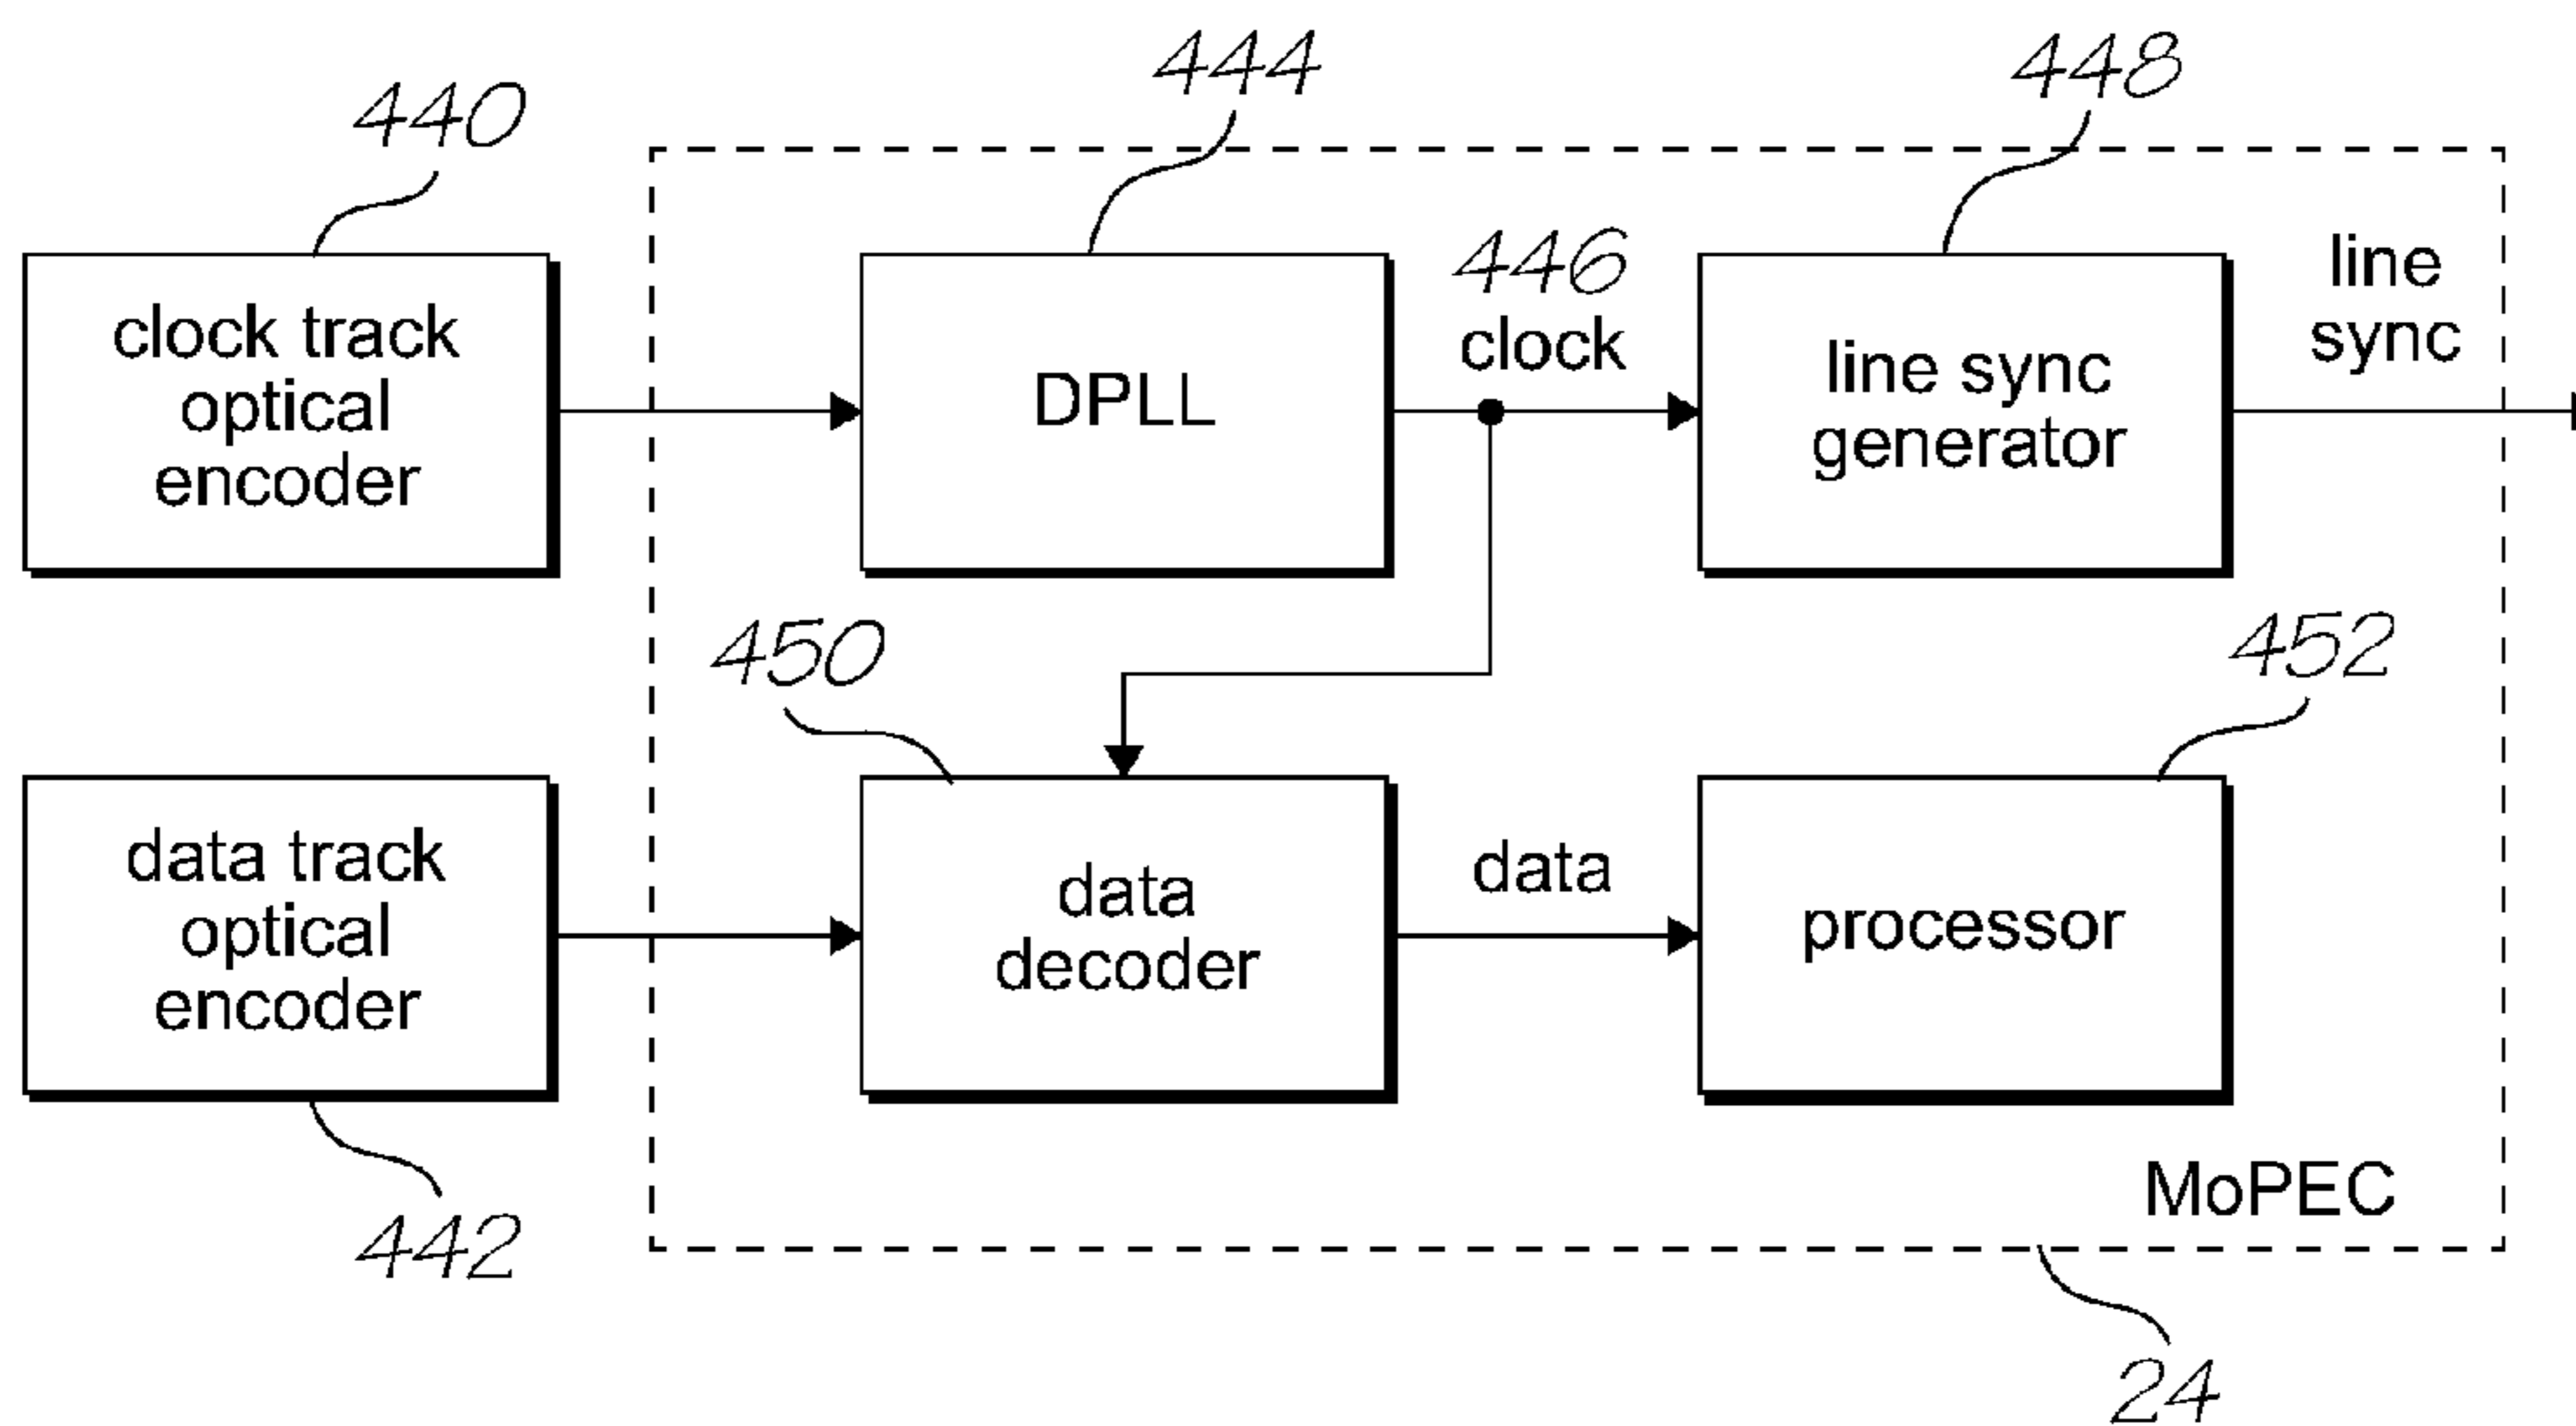 440
444
448
clock track
optical
encoder
DPLL
446
clock
line sync
generator
line
sync
450
452
data track
optical
encoder
data
decoder
data
processor
MoPEC
442
24